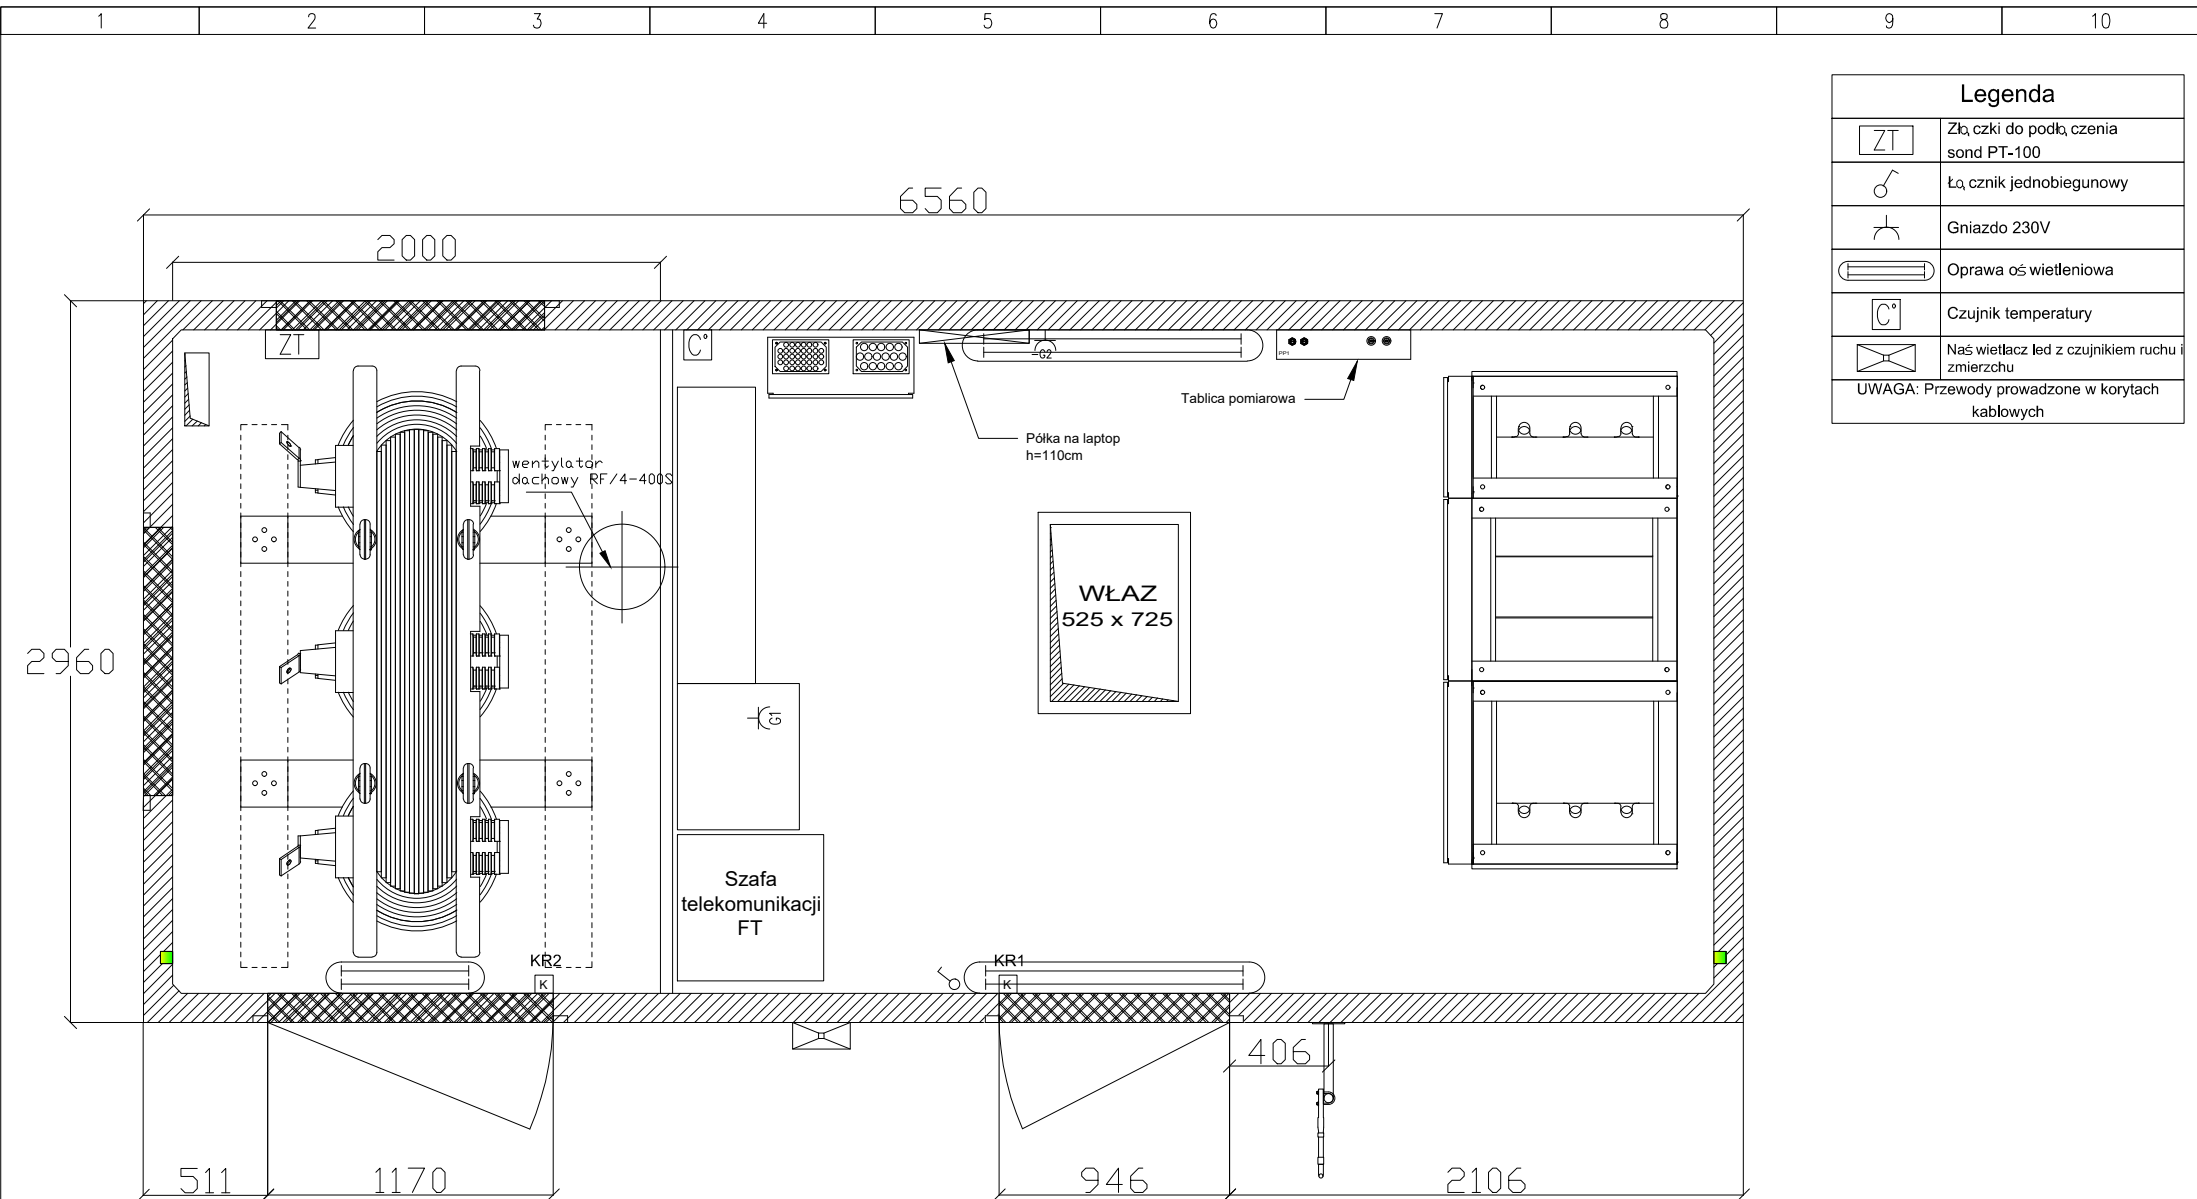 1 2 3 4 5 6 7 8 9 10
Legenda
ZT
Złą czki do podłą czenia
sond PT-100
Łą cznik jednobiegunowy
Gniazdo 230V
Oprawa oś wietleniowa
C°
Czujnik temperatury
Naś wietlacz led z czujnikiem ruchu i
zmierzchu
UWAGA: Przewody prowadzone w korytach
kablowych
6560
2000
ZT
C°
-G2
PP1
Tablica pomiarowa
Półka na laptop
h=110cm
wentylator
dachowy RF/4-400S
WŁAZ
525 x 725
2960
G1
Szafa
telekomunikacji
FT
KR2
K
KR1
K
406
511
1170
946
2106